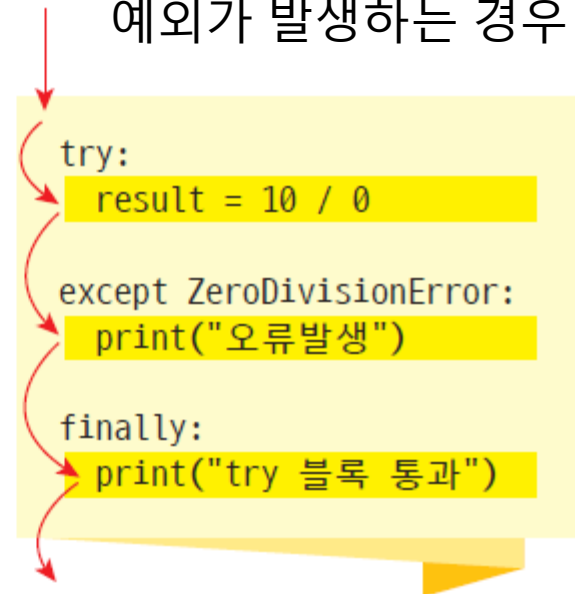 예외가 발생하는 경우
try:
result = 10 / 0
except ZeroDivisionError:
print("오류발생")
finally:
print("try 블록 통과")